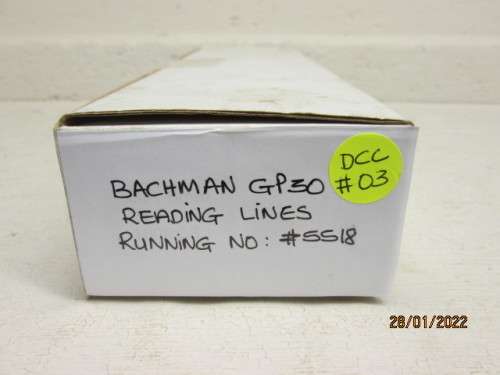 BACHMAN GP30
READING LINES
RUNNING NO: #5518
DCC
#03
28/01/2022